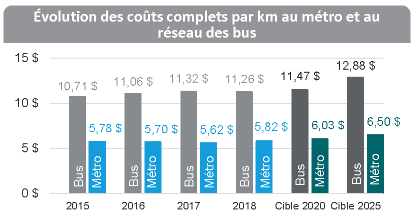 Évolution des coûts complets par km au métro et au
réseau des bus
15 $
10 $
5 $
0 $
10,71 $
5,78 $
11,06 $
5,70 $
11,32 $
5,62 $
11,26 $
5,82 $
11,47 $
6,03 $
12,88 $
6,50 $
Bus
Métro
Bus
Métro
Bus
Métro
Bus
Métro
Bus
Métro
Bus
Métro
2015
2016
2017
2018
Cible 2020
Cible 2025